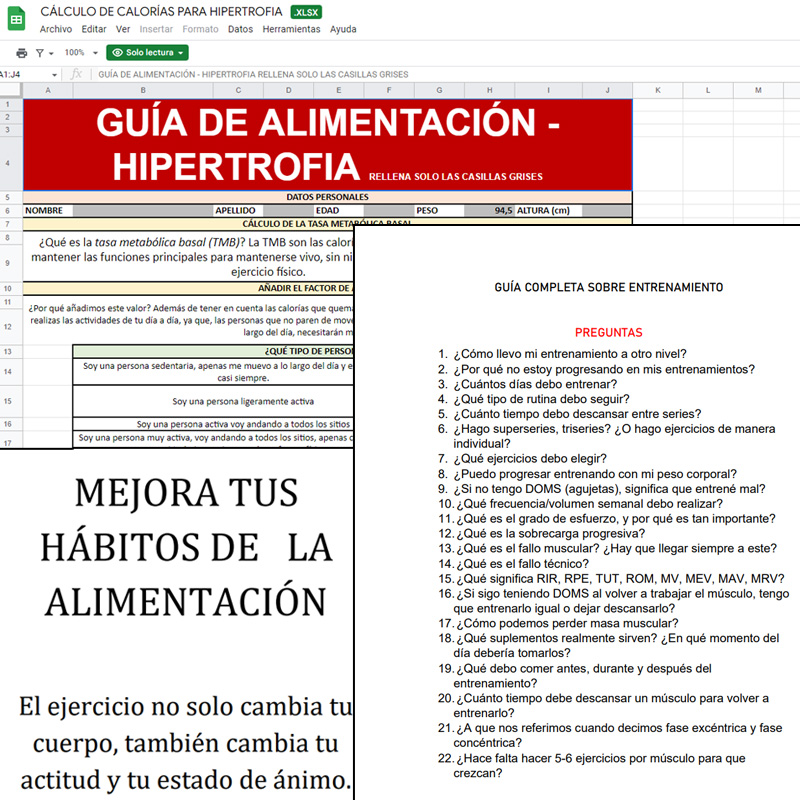 CÁLCULO DE CALORÍAS PARA HIPERTROFIA .XLSX
Archivo Editar Ver Insertar Formato Datos Herramientas Ayuda
100% Solo lectura
A1:J4 fx GUÍA DE ALIMENTACIÓN - HIPERTROFIA RELLENA SOLO LAS CASILLAS GRISES
A B C D E F G H I J K L M
1
2
3
4
GUÍA DE ALIMENTACIÓN -
HIPERTROFIA RELLENA SOLO LAS CASILLAS GRISES
5 DATOS PERSONALES
6 NOMBRE APELLIDO EDAD PESO 94,5 ALTURA (cm)
7 CÁLCULO DE LA TASA METABÓLICA BASAL
8 ¿Qué es la tasa metabólica basal (TMB)? La TMB son las
9 mantener las funciones principales para mantenerse vivo, sin
ejercicio físico.
10 AÑADIR EL FACTOR DE
11 ¿Por qué añadimos este valor? Además de tener en cuenta las calorías que
12 realizas las actividades de tu día a día, ya que, las personas que no paren de
largo del día, necesitarán
13 ¿QUÉ TIPO DE
14 Soy una persona sedentaria, apenas me muevo a lo largo del día y
casi siempre.
15 Soy una persona ligeramente activa
16 Soy una persona activa voy andando a todos los sitios
17 Soy una persona muy activa, voy andando a todos los sitios, apenas
MEJORA TUS
HÁBITOS DE LA
ALIMENTACIÓN
El ejercicio no solo cambia tu
cuerpo, también cambia tu
actitud y tu estado de ánimo.
GUÍA COMPLETA SOBRE ENTRENAMIENTO
PREGUNTAS
1. ¿Cómo llevo mi entrenamiento a otro nivel?
2. ¿Por qué no estoy progresando en mis entrenamientos?
3. ¿Cuántos días debo entrenar?
4. ¿Qué tipo de rutina debo seguir?
5. ¿Cuánto tiempo debo descansar entre series?
6. ¿Hago superseries, triseries? ¿O hago ejercicios de manera
individual?
7. ¿Qué ejercicios debo elegir?
8. ¿Puedo progresar entrenando con mi peso corporal?
9. ¿Si no tengo DOMS (agujetas), significa que entrené mal?
10. ¿Qué frecuencia/volumen semanal debo realizar?
11. ¿Qué es el grado de esfuerzo, y por qué es tan importante?
12. ¿Qué es la sobrecarga progresiva?
13. ¿Qué es el fallo muscular? ¿Hay que llegar siempre a este?
14. ¿Qué es el fallo técnico?
15. ¿Qué significa RIR, RPE, TUT, ROM, MV, MEV, MAV, MRV?
16. ¿Si sigo teniendo DOMS al volver a trabajar el músculo, tengo
que entrenarlo igual o dejar descansarlo?
17. ¿Cómo podemos perder masa muscular?
18. ¿Qué suplementos realmente sirven? ¿En qué momento del
día debería tomarlos?
19. ¿Qué debo comer antes, durante y después del
entrenamiento?
20. ¿Cuánto tiempo debe descansar un músculo para volver a
entrenarlo?
21. ¿A que nos referimos cuando decimos fase excéntrica y fase
concéntrica?
22. ¿Hace falta hacer 5-6 ejercicios por músculo para que
crezcan?